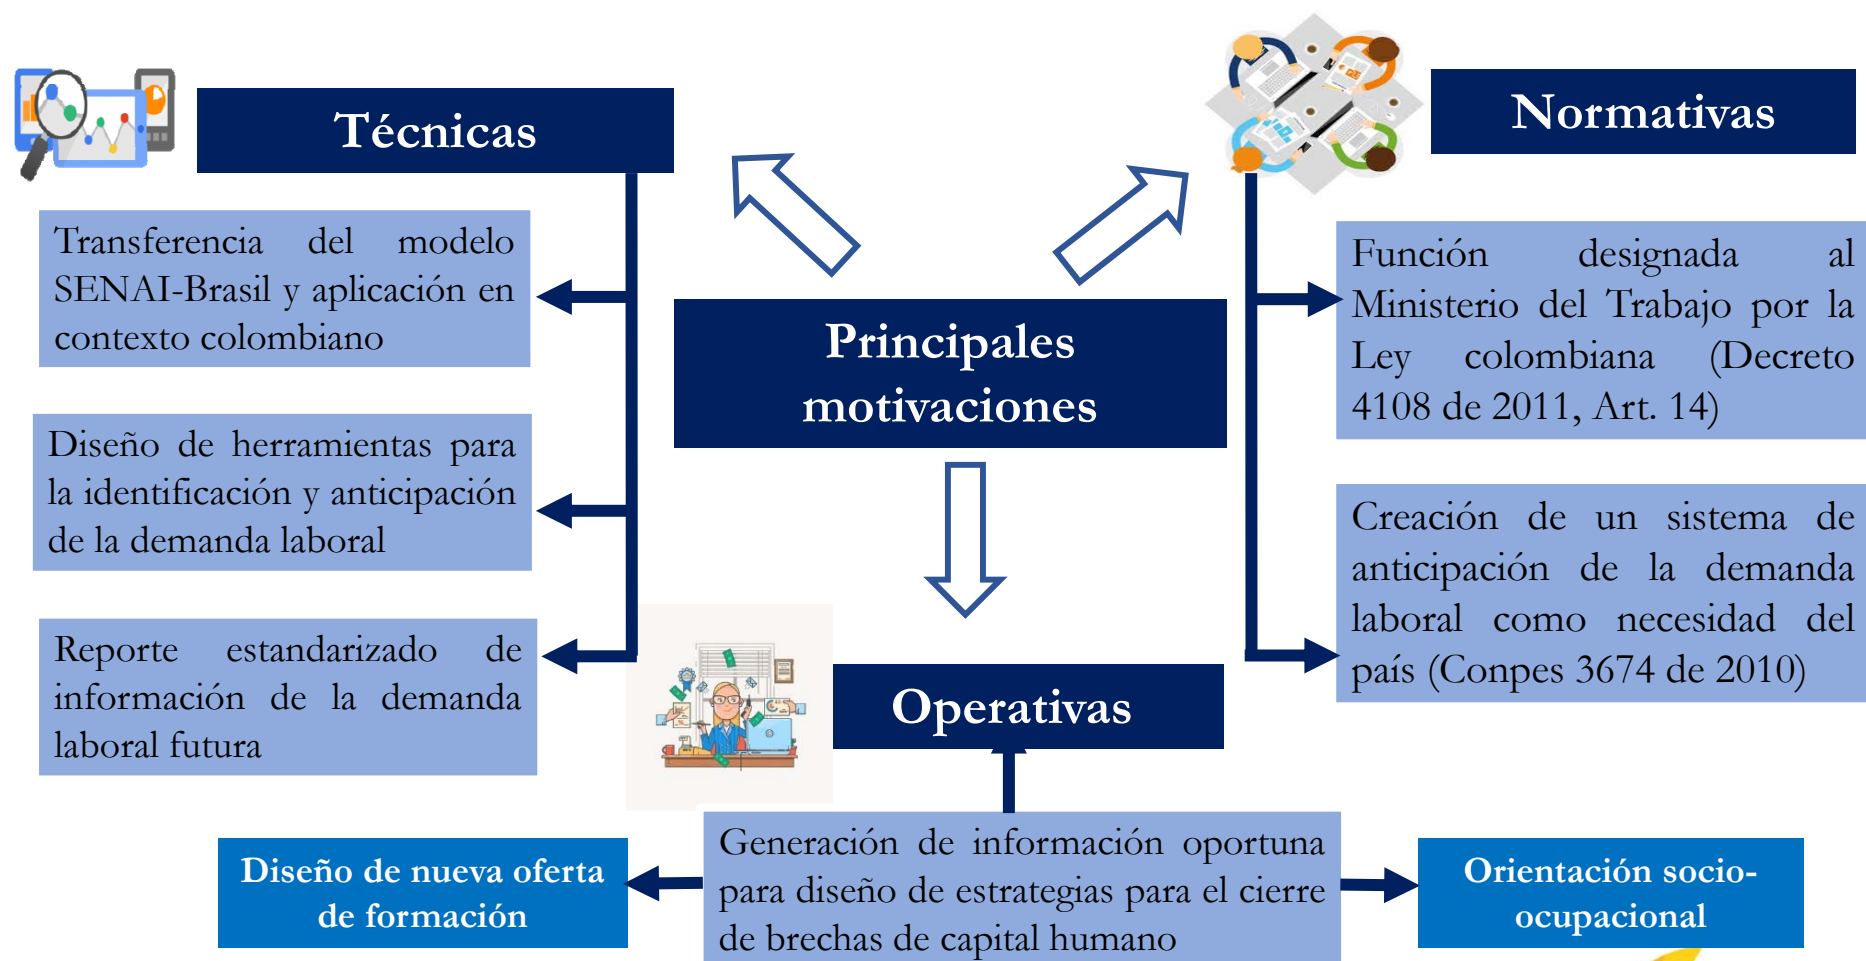 Técnicas
Normativas
Transferencia del modelo
SENAI-Brasil y aplicación en
contexto colombiano
Diseño de herramientas para
la identificación y anticipación
de la demanda laboral
Reporte estandarizado de
información de la demanda
laboral futura
Principales
motivaciones
Función designada al
Ministerio del Trabajo por la
Ley colombiana (Decreto
4108 de 2011, Art. 14)
Creación de un sistema de
anticipación de la demanda
laboral como necesidad del
país (Conpes 3674 de 2010)
Operativas
Diseño de nueva oferta
de formación
Generación de información oportuna
para diseño de estrategias para el cierre
de brechas de capital humano
Orientación socio-
ocupacional